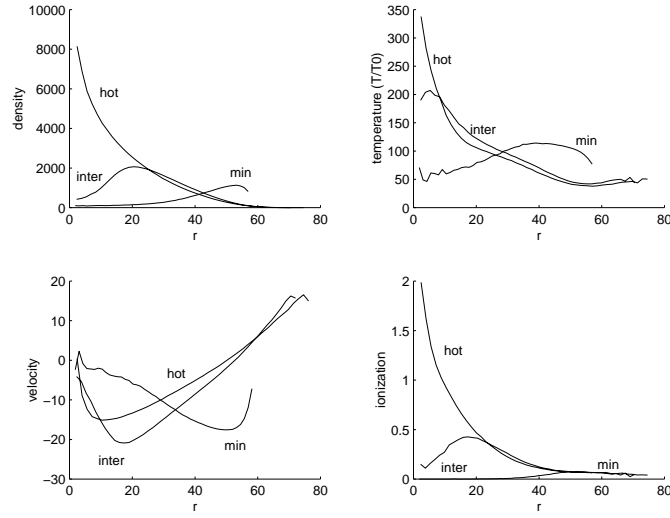 10000
8000
6000
4000
2000
0
density
hot
inter
min
0 20 40 60 80
r
350
300
250
200
150
100
50
0
temperature (T/T0)
hot
inter
min
0 20 40 60 80
r
20
10
0
−10
−20
−30
velocity
hot
inter
min
0 20 40 60 80
r
2
1.5
1
0.5
0
ionization
hot
inter
min
0 20 40 60 80
r